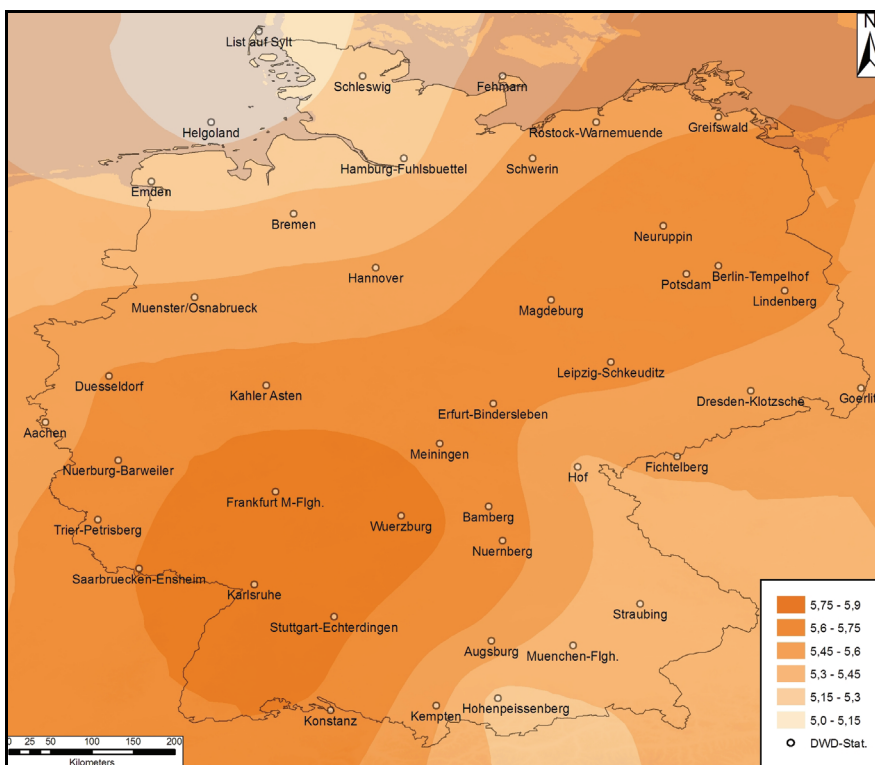 N
List auf Sylt
Schleswig
Fehmarn
Helgoland
Rostock-Warnemuende
Greifswald
Hamburg-Fuhlsbuettel
Schwerin
Emden
Bremen
Neuruppin
Hannover
Berlin-Tempelhof
Potsdam
Lindenberg
Muenster/Osnabrueck
Magdeburg
Leipzig-Schkeuditz
Duesseldorf
Kahler Asten
Dresden-Klotzsche
Goerlit
Erfurt-Bindersleben
Aachen
Meiningen
Nuerburg-Barweiler
Fichtelberg
Hof
Frankfurt M-Flgh.
Bamberg
Wuerzburg
Trier-Petrisberg
Nuernberg
Saarbruecken-Ensheim
Karlsruhe
Straubing
Stuttgart-Echterdingen
Augsburg
Muenchen-Flgh.
Hohenpeissenberg
Kempten
Konstanz
5,75 - 5,9
5,6 - 5,75
5,45 - 5,6
5,3 - 5,45
5,15 - 5,3
5,0 - 5,15
DWD-Stat.
0 25 50 100 150 200
Kilometers